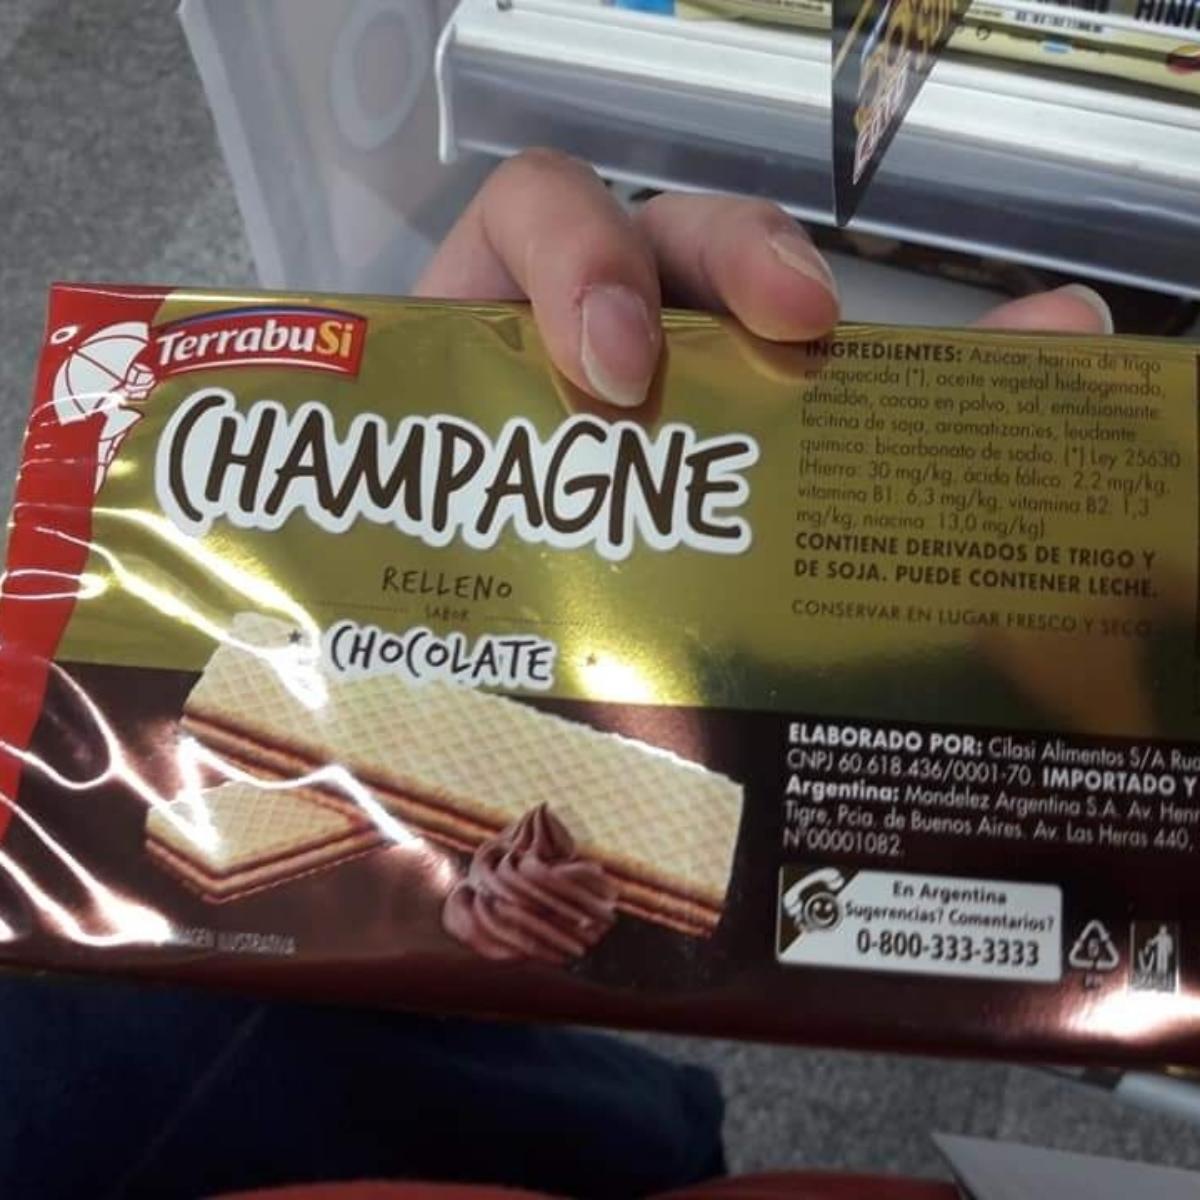 TerrabuSi
CHAMPAGNE
RELLENO
SABOR
CHOCOLATE
INGREDIENTES: Azúcar, harina de trigo
enriquecida (*), aceite vegetal hidrogenado,
almidón, cacao en polvo, sal, emulsionante:
lecitina de soja, aromatizantes, leudante
químico: bicarbonato de sodio. (*) Ley 25630
(Hierro: 30 mg/kg, ácido fólico: 2,2 mg/kg,
vitamina B1: 6,3 mg/kg, vitamina B2: 1,3
mg/kg, niacina: 13,0 mg/kg)
CONTIENE DERIVADOS DE TRIGO Y
DE SOJA. PUEDE CONTENER LECHE.
CONSERVAR EN LUGAR FRESCO Y SECO
ELABORADO POR: Cilasi Alimentos S/A Rua
CNPJ 60.618.436/0001-70. IMPORTADO Y
Argentina: Mondelez Argentina S.A. Av. Hen
Tigre, Pcia. de Buenos Aires. Av. Las Heras 440,
N°00001082.
En Argentina
Sugerencias? Comentarios?
0-800-333-3333
IMAGEN ILUSTRATIVA